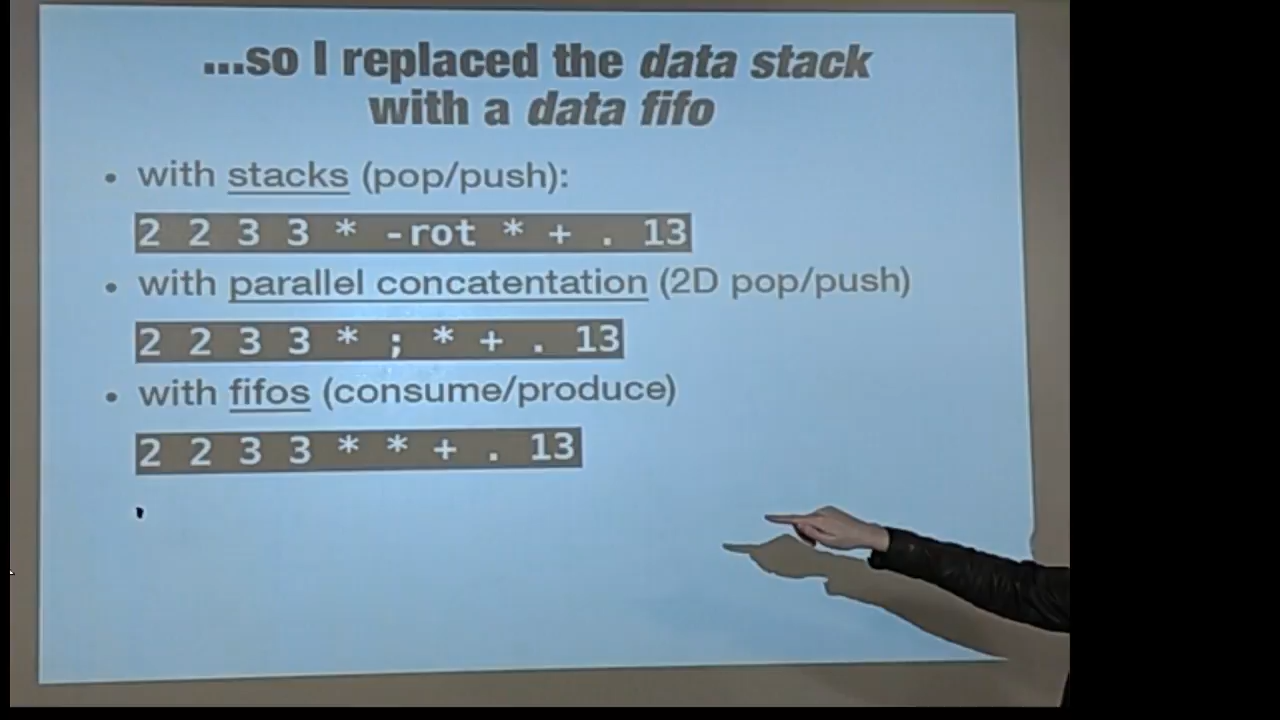 ...so I replaced the data stack
with a data fifo
• with stacks (pop/push):
2 2 3 3 * -rot * + . 13
• with parallel concatentation (2D pop/push)
2 2 3 3 * ; * + . 13
• with fifos (consume/produce)
2 2 3 3 * * + . 13